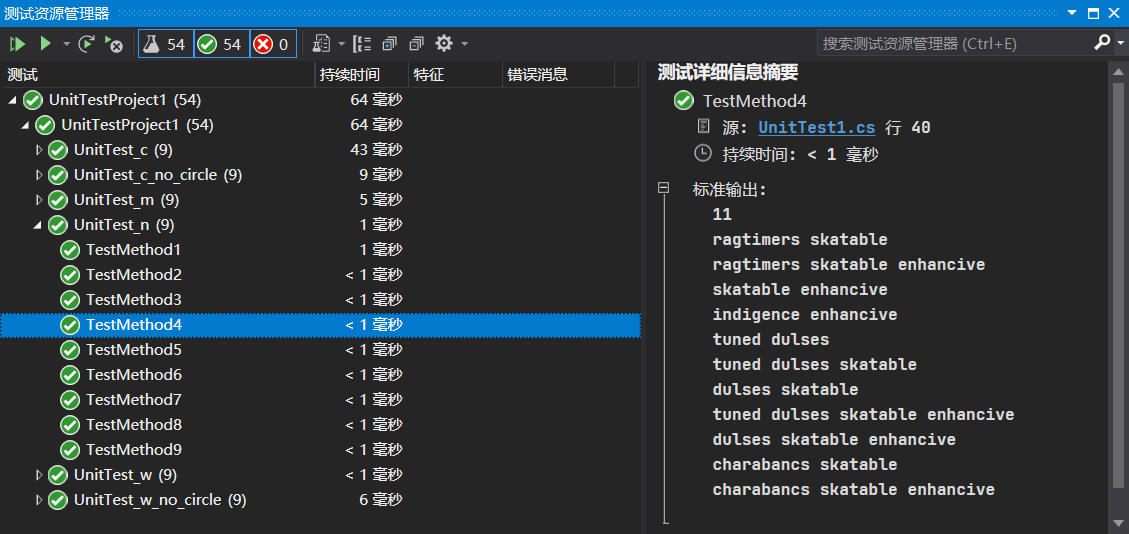 测试资源管理器
54 54 0
搜索测试资源管理器 (Ctrl+E)
测试 持续时间 特征 错误消息
UnitTestProject1 (54) 64 毫秒
UnitTestProject1 (54) 64 毫秒
UnitTest_c (9) 43 毫秒
UnitTest_c_no_circle (9) 9 毫秒
UnitTest_m (9) 5 毫秒
UnitTest_n (9) 1 毫秒
TestMethod1 1 毫秒
TestMethod2 < 1 毫秒
TestMethod3 < 1 毫秒
TestMethod4 < 1 毫秒
TestMethod5 < 1 毫秒
TestMethod6 < 1 毫秒
TestMethod7 < 1 毫秒
TestMethod8 < 1 毫秒
TestMethod9 < 1 毫秒
UnitTest_w (9) < 1 毫秒
UnitTest_w_no_circle (9) 6 毫秒
测试详细信息摘要
TestMethod4
源: UnitTest1.cs 行 40
持续时间: < 1 毫秒
标准输出:
11
ragtimers skatable
ragtimers skatable enhancive
skatable enhancive
indigence enhancive
tuned dulses
tuned dulses skatable
dulses skatable
tuned dulses skatable enhancive
dulses skatable enhancive
charabancs skatable
charabancs skatable enhancive